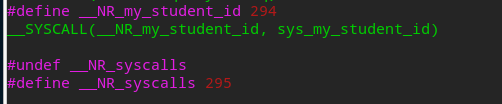 #define __NR_my_student_id 294
__SYSCALL(__NR_my_student_id, sys_my_student_id)
#undef __NR_syscalls
#define __NR_syscalls 295